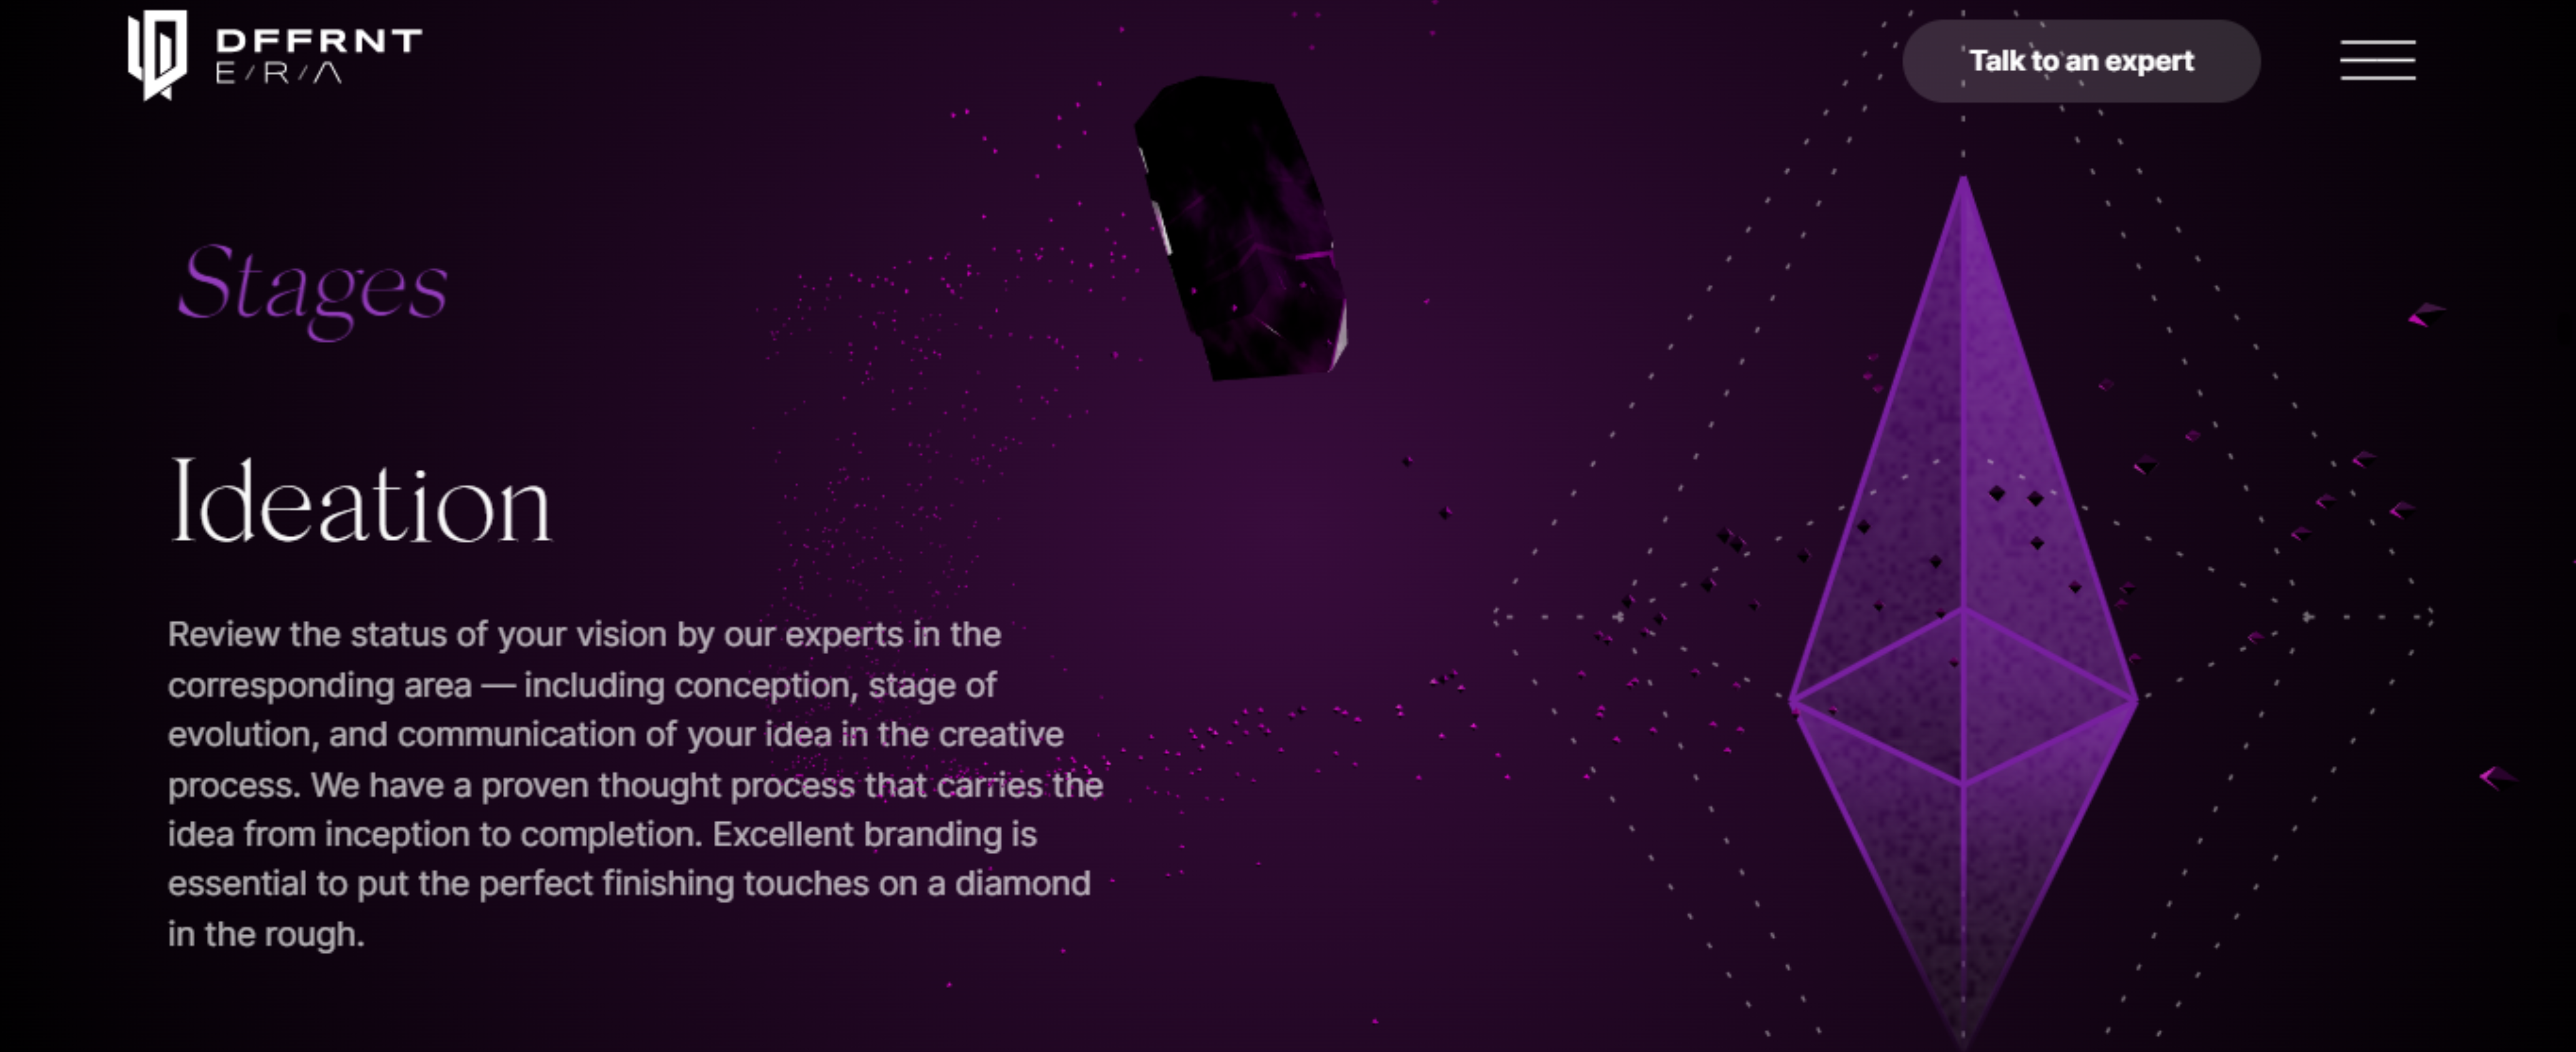 DFFRNT
E/R/Λ
Talk to an expert
Stages
Ideation
Review the status of your vision by our experts in the
corresponding area — including conception, stage of
evolution, and communication of your idea in the creative
process. We have a proven thought process that carries the
idea from inception to completion. Excellent branding is
essential to put the perfect finishing touches on a diamond
in the rough.